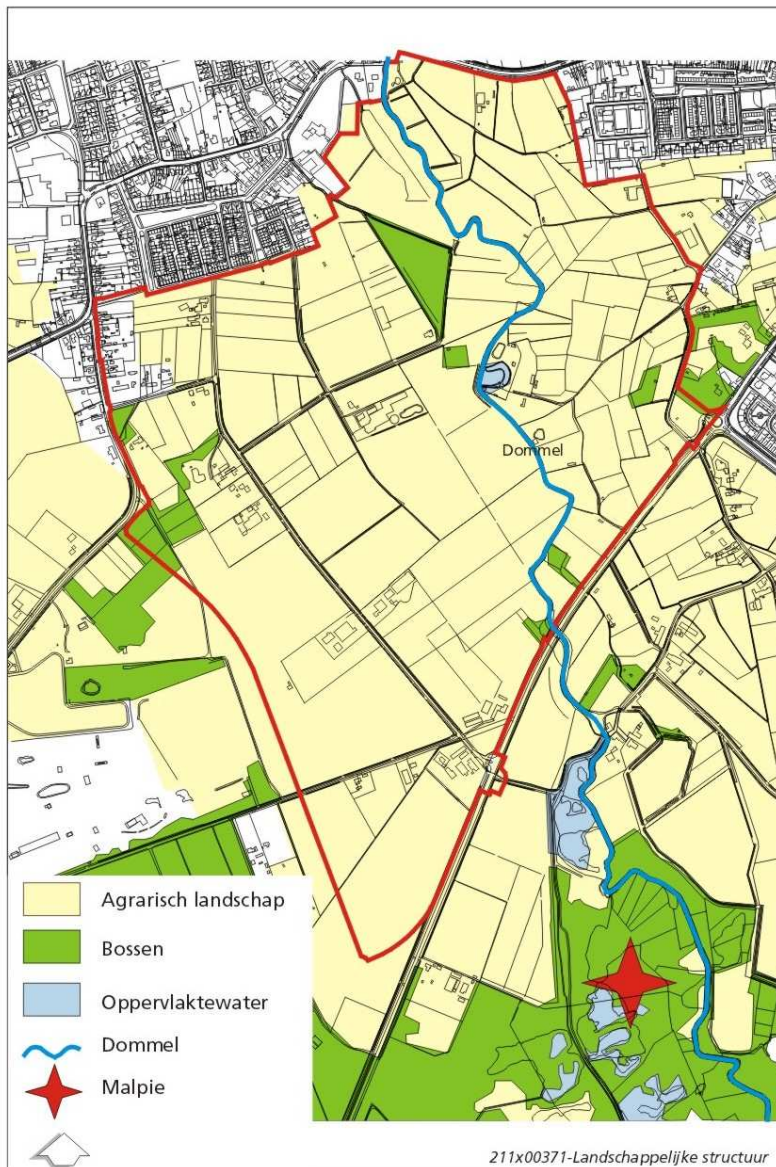 Dommel
Agrarisch landschap
Bossen
Oppervlaktewater
Dommel
Malpie
211x00371-Landschappelijke structuur